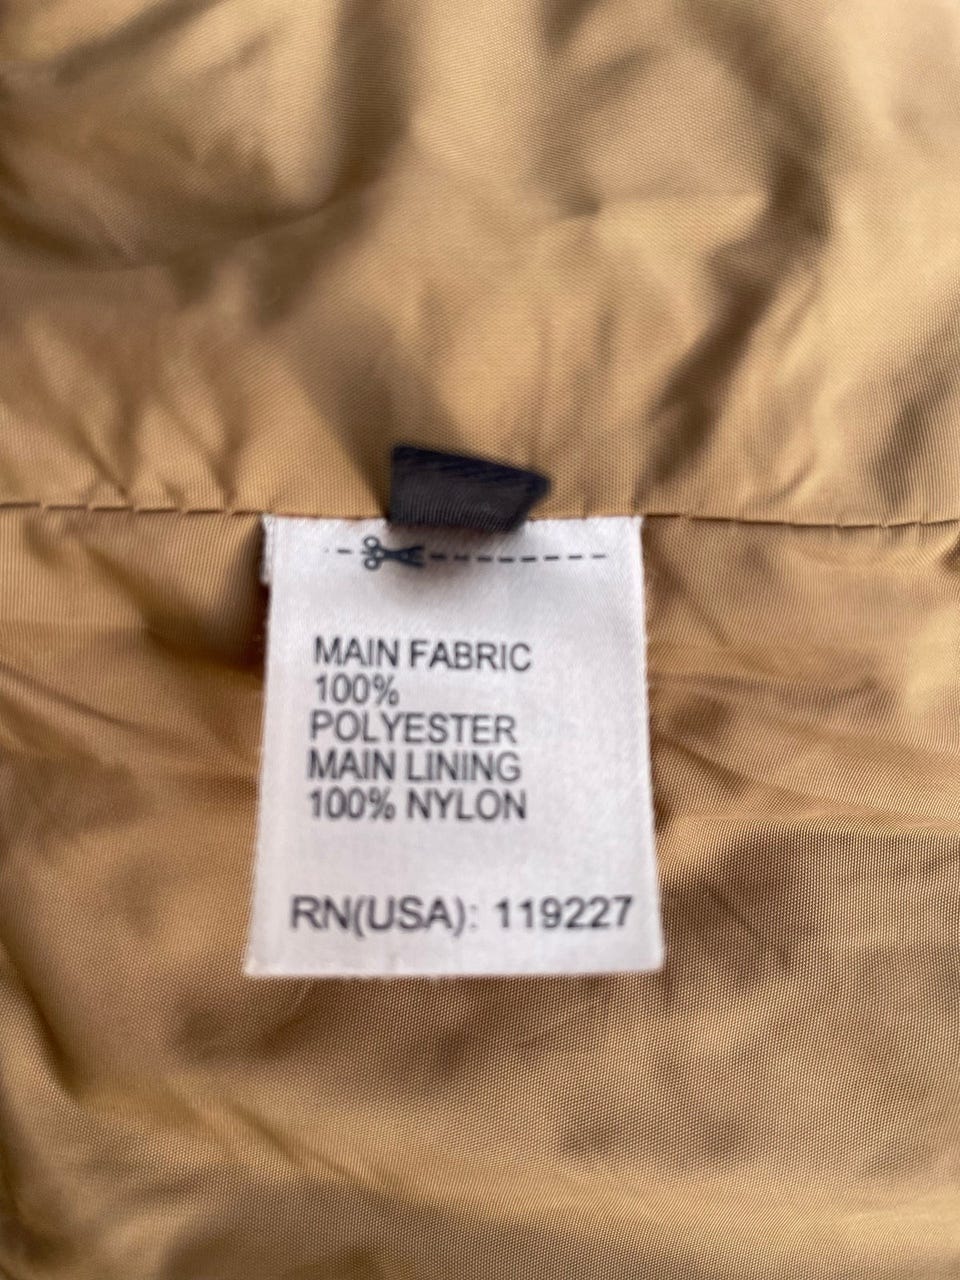 MAIN FABRIC
100%
POLYESTER
MAIN LINING
100% NYLON
RN(USA): 119227